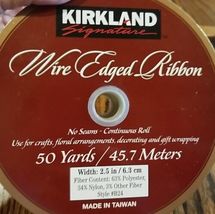 KIRKLAND
Signature
Wire Edged Ribbon
No Seams - Continuous Roll
Use for crafts, floral arrangements, decorating and gift wrapping
50 Yards / 45.7 Meters
Width: 2.5 in / 6.3 cm
Fiber Content: 63% Polyester,
34% Nylon, 3% Other Fiber
Style #B24
MADE IN TAIWAN